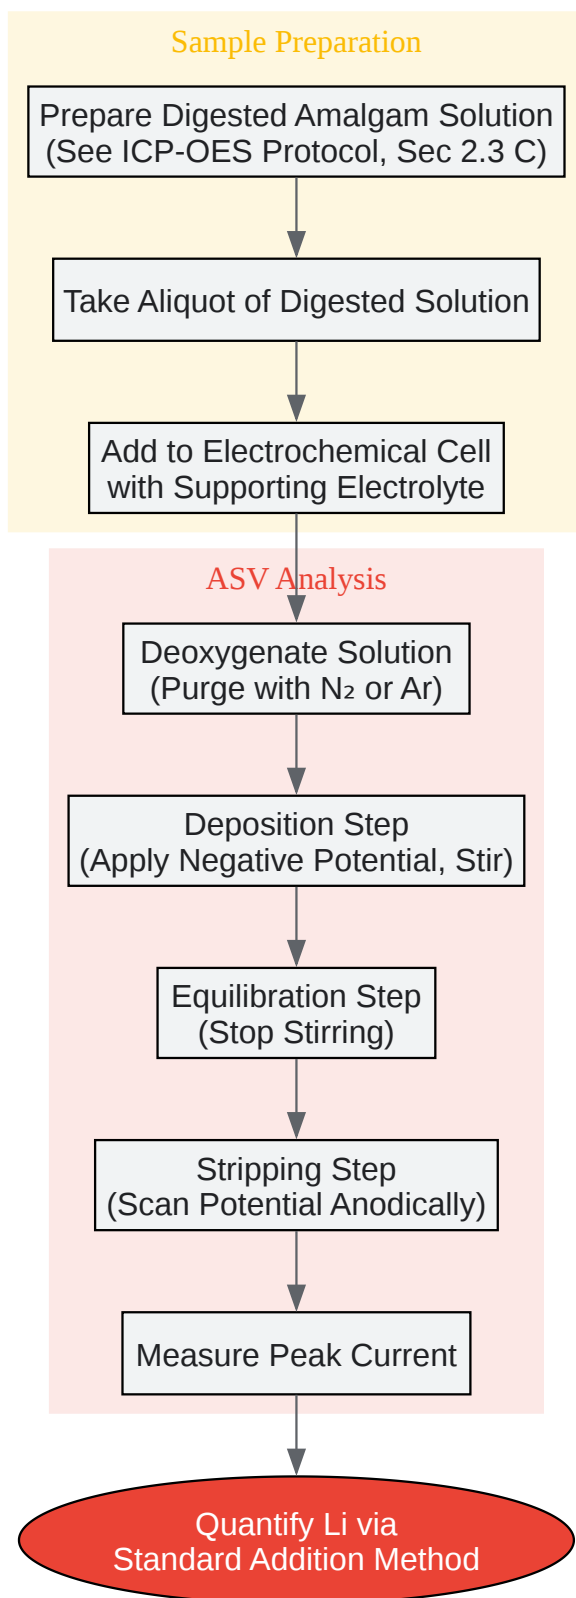 Sample Preparation
Prepare Digested Amalgam Solution
(See ICP-OES Protocol, Sec 2.3 C)
Take Aliquot of Digested Solution
Add to Electrochemical Cell
with Supporting Electrolyte
ASV Analysis
Deoxygenate Solution
(Purge with N₂ or Ar)
Deposition Step
(Apply Negative Potential, Stir)
Equilibration Step
(Stop Stirring)
Stripping Step
(Scan Potential Anodically)
Measure Peak Current
Quantify Li via
Standard Addition Method